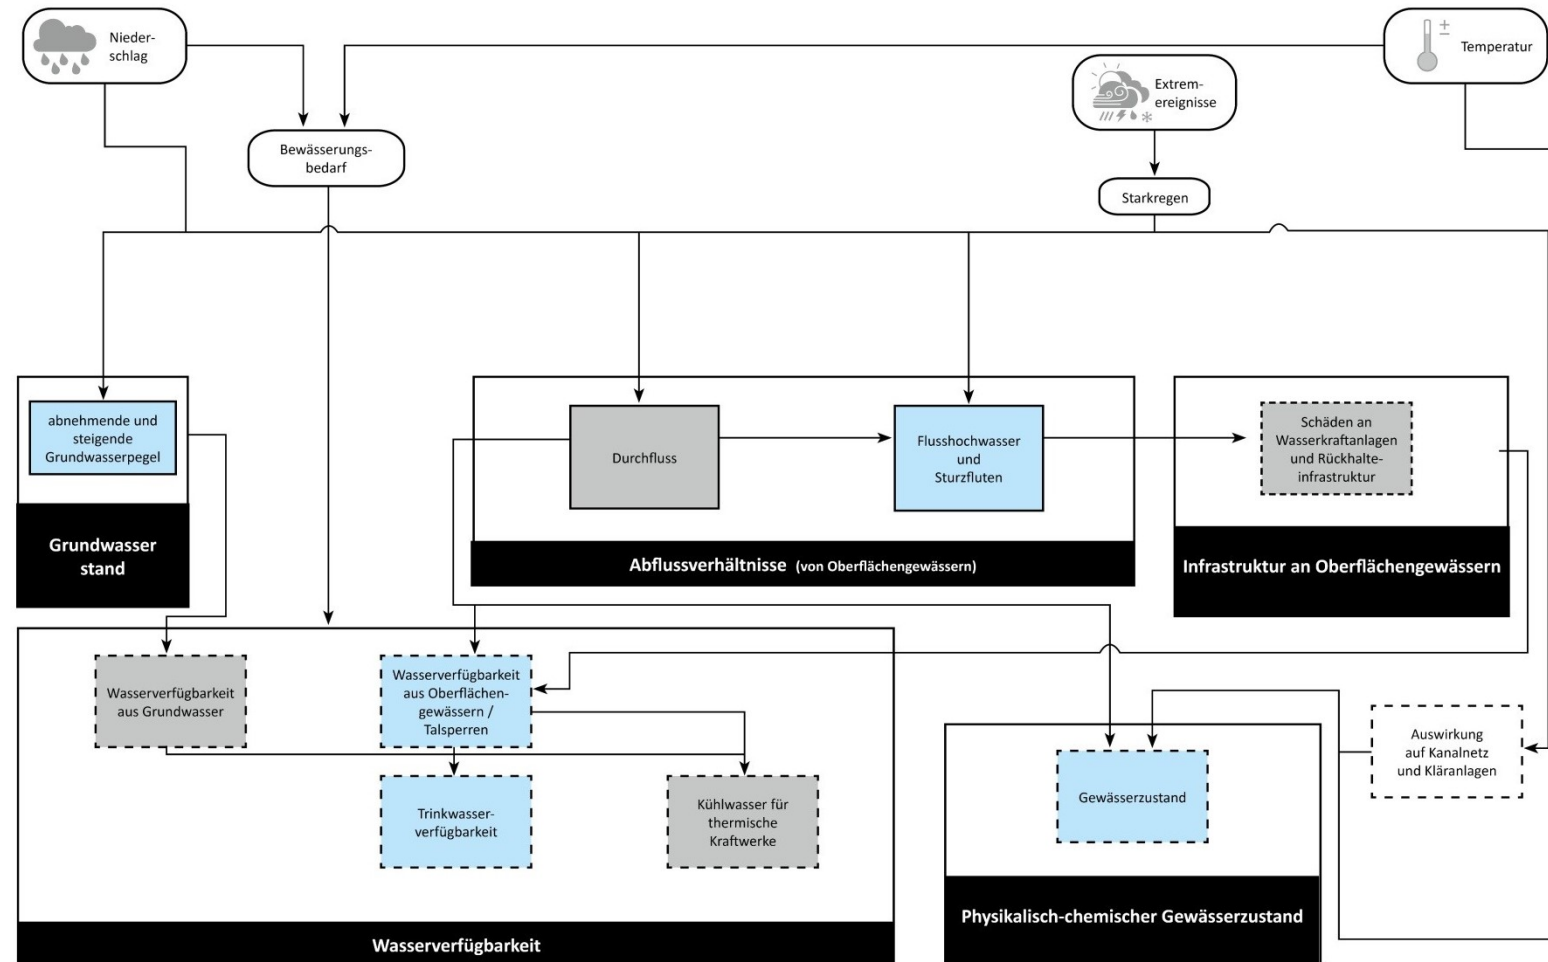 Nieder-
schlag
±
Temperatur
Extrem-
ereignisse
Bewässerungs-
bedarf
Starkregen
abnehmende und
steigende
Grundwasserpegel
Grundwasser
stand
Durchfluss
Flusshochwasser
und
Sturzfluten
Abflussverhältnisse (von Oberflächengewässern)
Schäden an
Wasserkraftanlagen
und Rückhalte-
infrastruktur
Infrastruktur an Oberflächengewässern
Wasserverfügbarkeit
aus Grundwasser
Wasserverfügbarkeit
aus Oberflächen-
gewässern /
Talsperren
Trinkwasser-
verfügbarkeit
Kühlwasser für
thermische
Kraftwerke
Wasserverfügbarkeit
Gewässerzustand
Physikalisch-chemischer Gewässerzustand
Auswirkung
auf Kanalnetz
und Kläranlagen